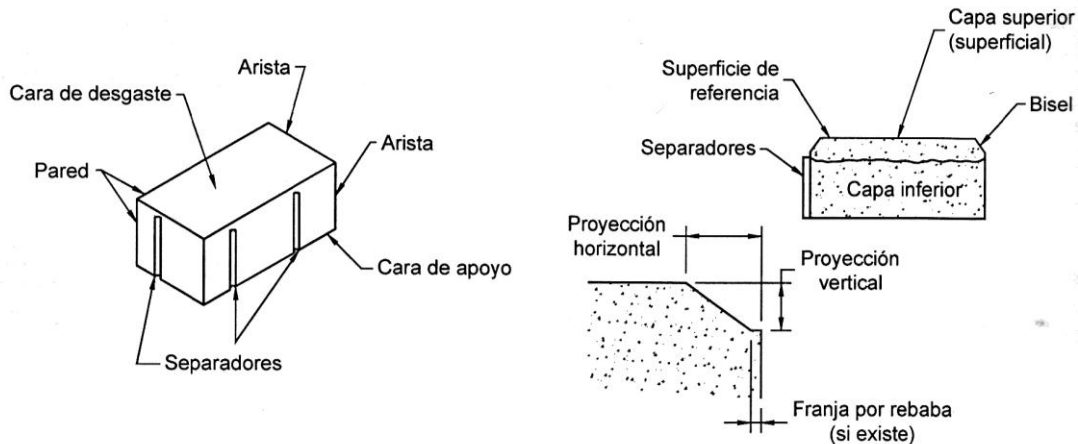 Arista
Cara de desgaste
Arista
Pared
Cara de apoyo
Separadores
Capa superior
(superficial)
Superficie de
referencia
Bisel
Separadores
Capa inferior
Proyección
horizontal
Proyección
vertical
Franja por rebaba
(si existe)